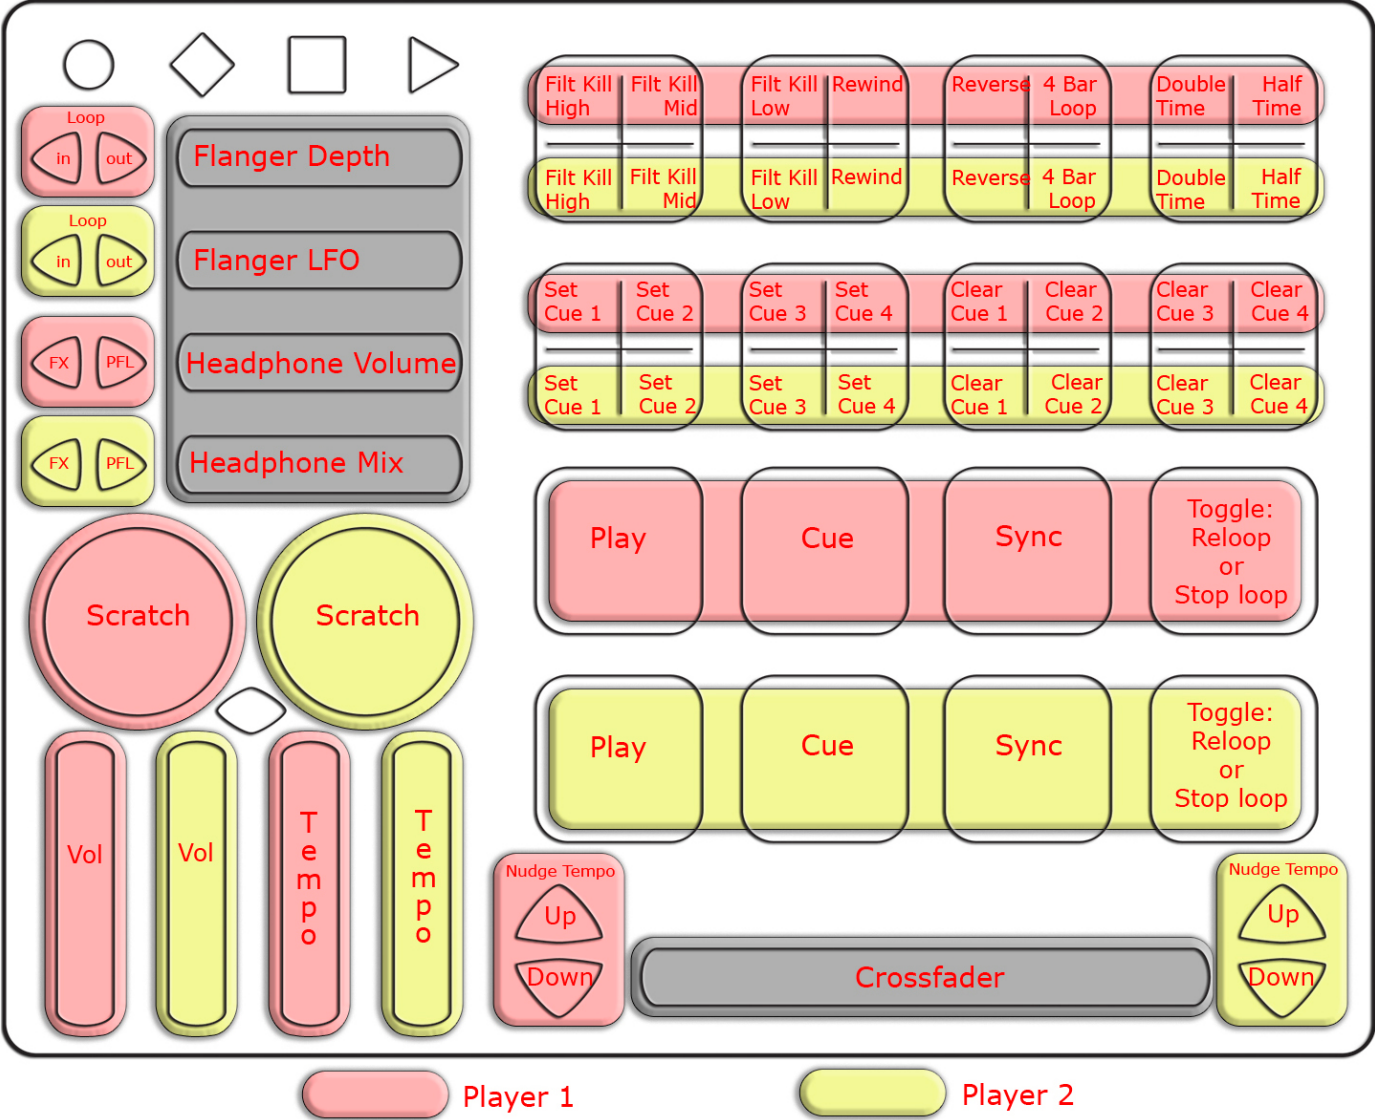 Loop
in out
Loop
in out
FX PFL
FX PFL
Flanger Depth
Flanger LFO
Headphone Volume
Headphone Mix
Scratch
Scratch
Vol
Vol
Tempo
Tempo
Filt Kill Filt Kill Filt Kill Rewind Reverse 4 Bar Double Half
High Mid Low Loop Time Time
Filt Kill Filt Kill Filt Kill Rewind Reverse 4 Bar Double Half
High Mid Low Loop Time Time
Set Set Set Set Clear Clear Clear Clear
Cue 1 Cue 2 Cue 3 Cue 4 Cue 1 Cue 2 Cue 3 Cue 4
Set Set Set Set Clear Clear Clear Clear
Cue 1 Cue 2 Cue 3 Cue 4 Cue 1 Cue 2 Cue 3 Cue 4
Play
Cue
Sync
Toggle:
Reloop
or
Stop loop
Play
Cue
Sync
Toggle:
Reloop
or
Stop loop
Nudge Tempo
Up
Down
Crossfader
Nudge Tempo
Up
Down
Player 1
Player 2